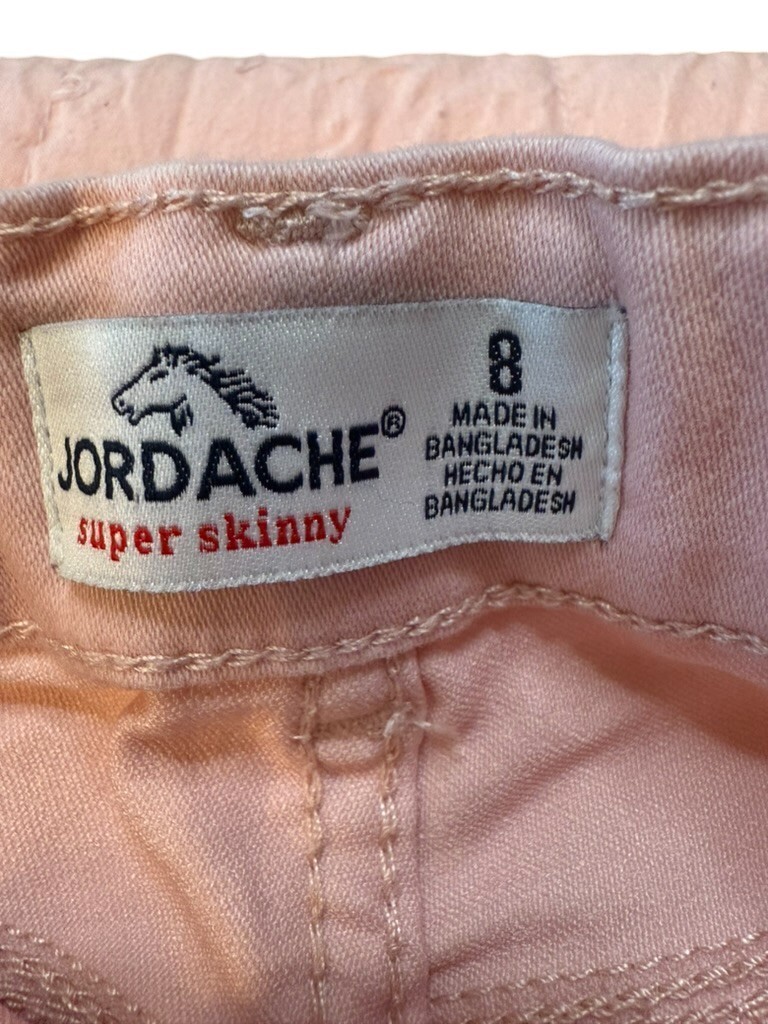 JORDACHE®
super skinny
8
MADE IN
BANGLADESH
HECHO EN
BANGLADESH